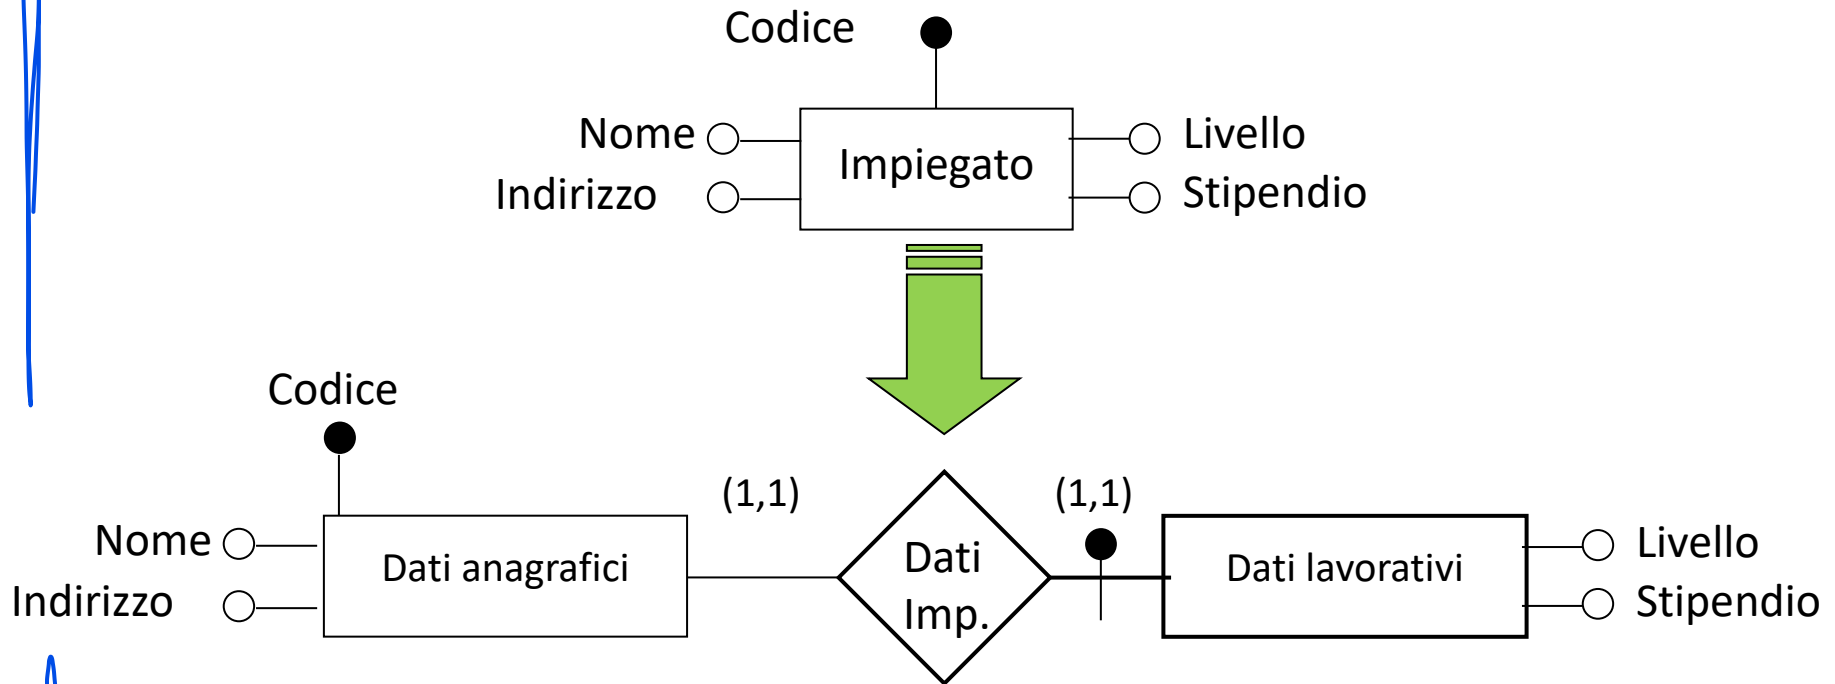 Codice
Nome
Livello
Impiegato
Indirizzo
Stipendio
Codice
(1,1)
(1,1)
Nome
Livello
Dati anagrafici
Dati
Imp.
Dati lavorativi
Indirizzo
Stipendio